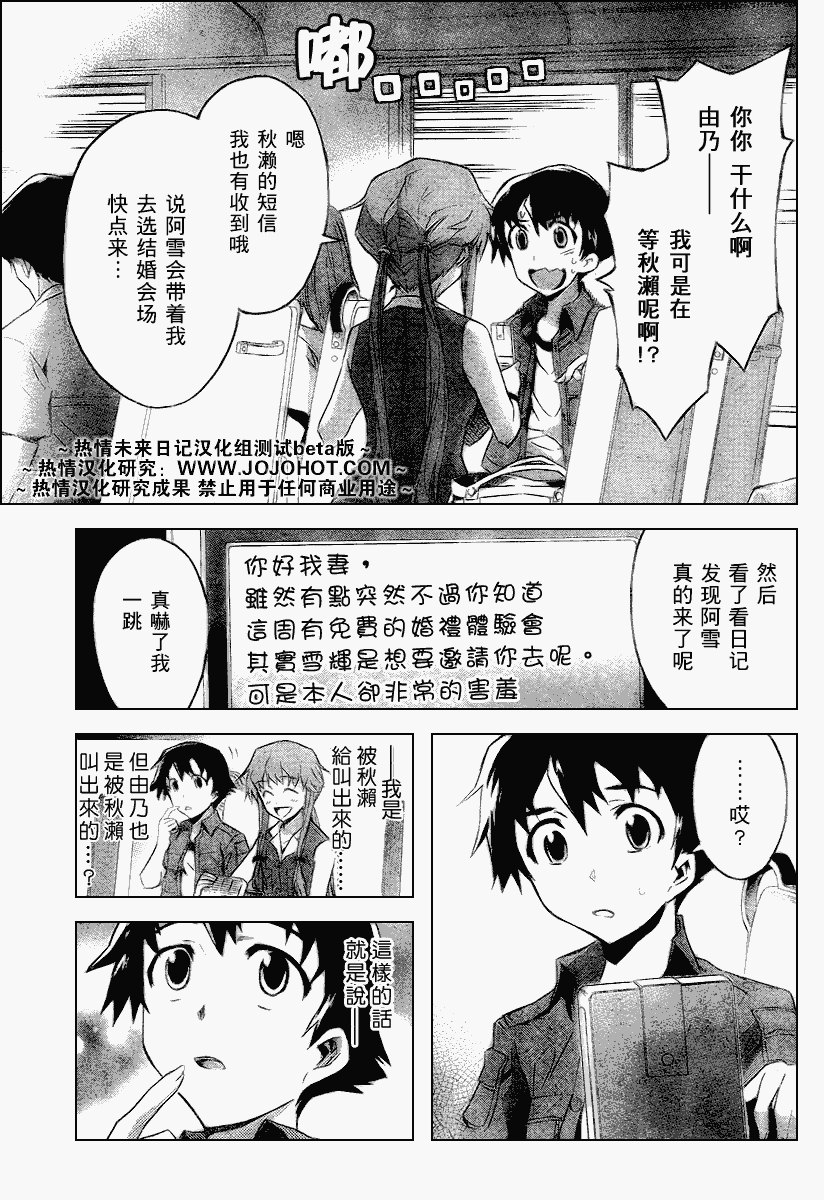 嘟
你你 干什么啊
由乃——
我可是在
等秋瀨呢啊!?
嗯
秋濑的短信
我也有收到哦
说阿雪会带着我
去选结婚会场
快点来…
~热情未来日记汉化组测试beta版~
~热情汉化研究：WWW.JOJOHOT.COM~
~热情汉化研究成果 禁止用于任何商业用途~
然后
看了看日记
发现阿雪
真的来了呢
你好我妻，
雖然有點突然不過你知道
這周有免費的婚禮體驗會
其實雪輝是想要邀請你去呢。
可是本人卻非常的害羞
真嚇了我
一跳
……哎?
——我是
被秋瀨
給叫出來的……
但由乃也
是被秋瀨
叫出來的…?
這樣的話
就是說——